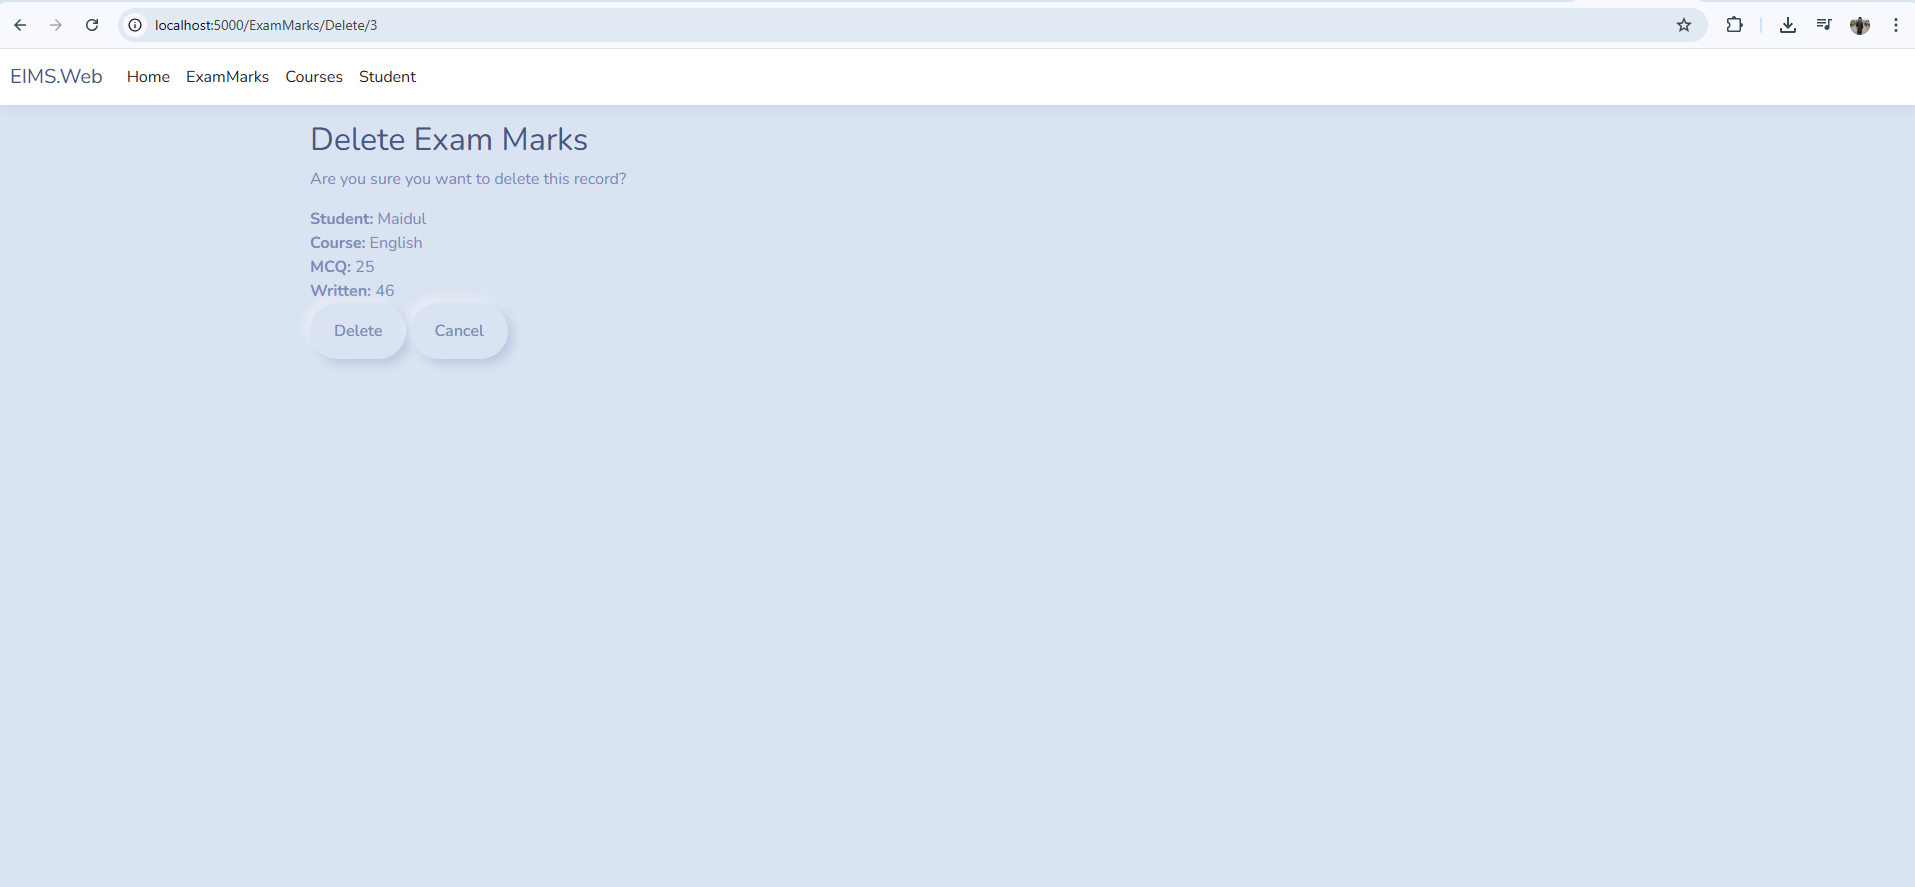 localhost:5000/ExamMarks/Delete/3
EIMS.Web Home ExamMarks Courses Student
Delete Exam Marks
Are you sure you want to delete this record?
Student: Maidul
Course: English
MCQ: 25
Written: 46
Delete Cancel